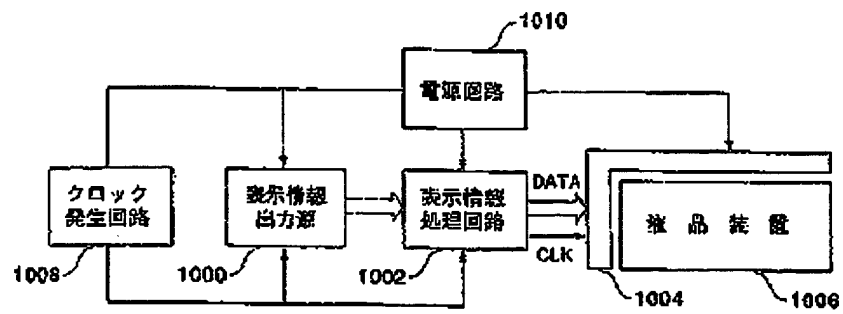 1010
電源回路
クロック
発生回路
表示情報
出力源
表示情報
処理回路
DATA
CLK
液晶装置
1008
1000
1002
1004
1006